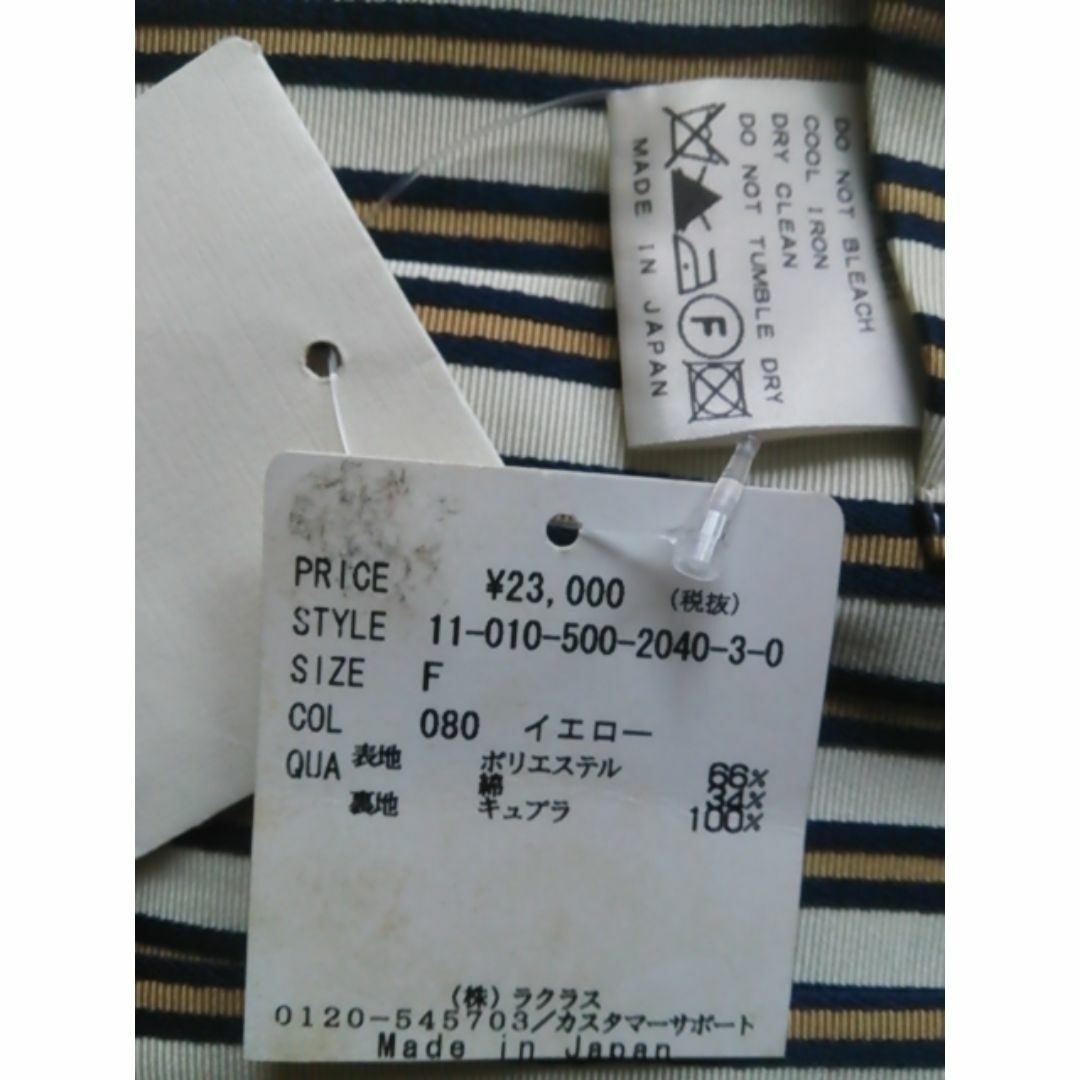 DO NOT BLEACH
COOL IRON
DRY CLEAN
DO NOT TUMBLE DRY
F
MADE IN JAPAN
PRICE ¥23,000 (税抜)
STYLE 11-010-500-2040-3-0
SIZE F
COL 080 イエロー
QUA 表地 ポリエステル 66%
綿 34%
裏地 キュプラ 100%
(株)ラクラス
0120-545703/カスタマーサポート
Made in Japan